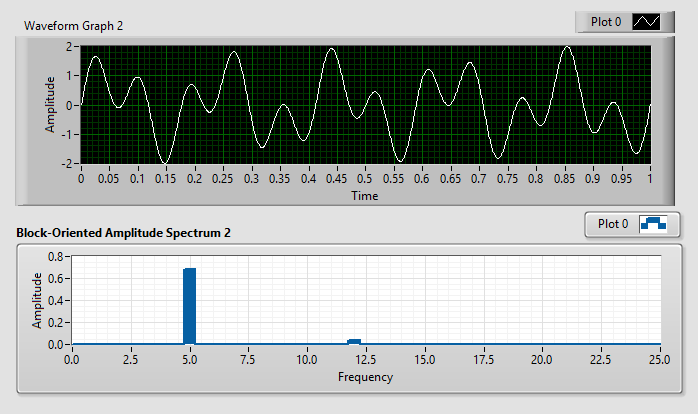 Waveform Graph 2
Plot 0
2
1
0
-1
-2
Amplitude
0 0.05 0.1 0.15 0.2 0.25 0.3 0.35 0.4 0.45 0.5 0.55 0.6 0.65 0.7 0.75 0.8 0.85 0.9 0.95 1
Time
Plot 0
Block-Oriented Amplitude Spectrum 2
0.8
0.6
0.4
0.2
0.0
Amplitude
0.0 2.5 5.0 7.5 10.0 12.5 15.0 17.5 20.0 22.5 25.0
Frequency